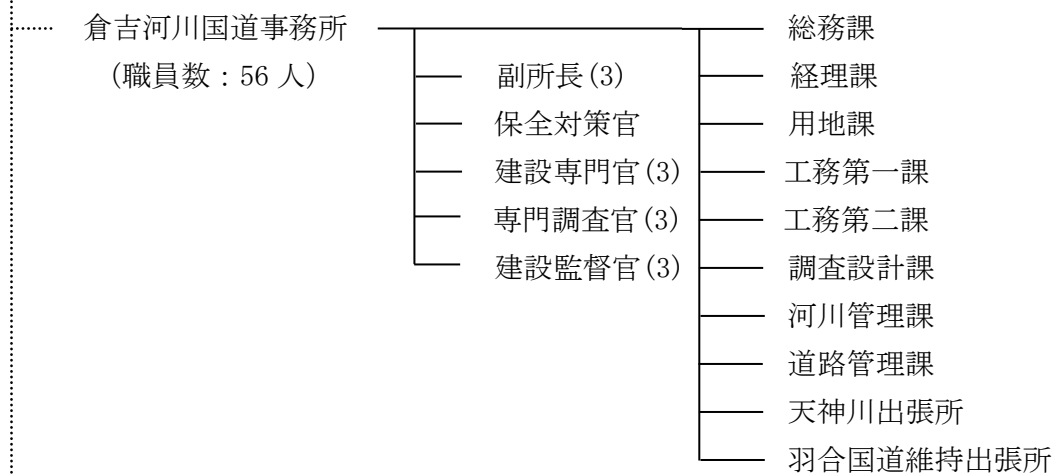 倉吉河川国道事務所 総務課
(職員数：56 人) 副所長(3) 経理課
保全対策官 用地課
建設専門官(3) 工務第一課
専門調査官(3) 工務第二課
建設監督官(3) 調査設計課
河川管理課
道路管理課
天神川出張所
羽合国道維持出張所